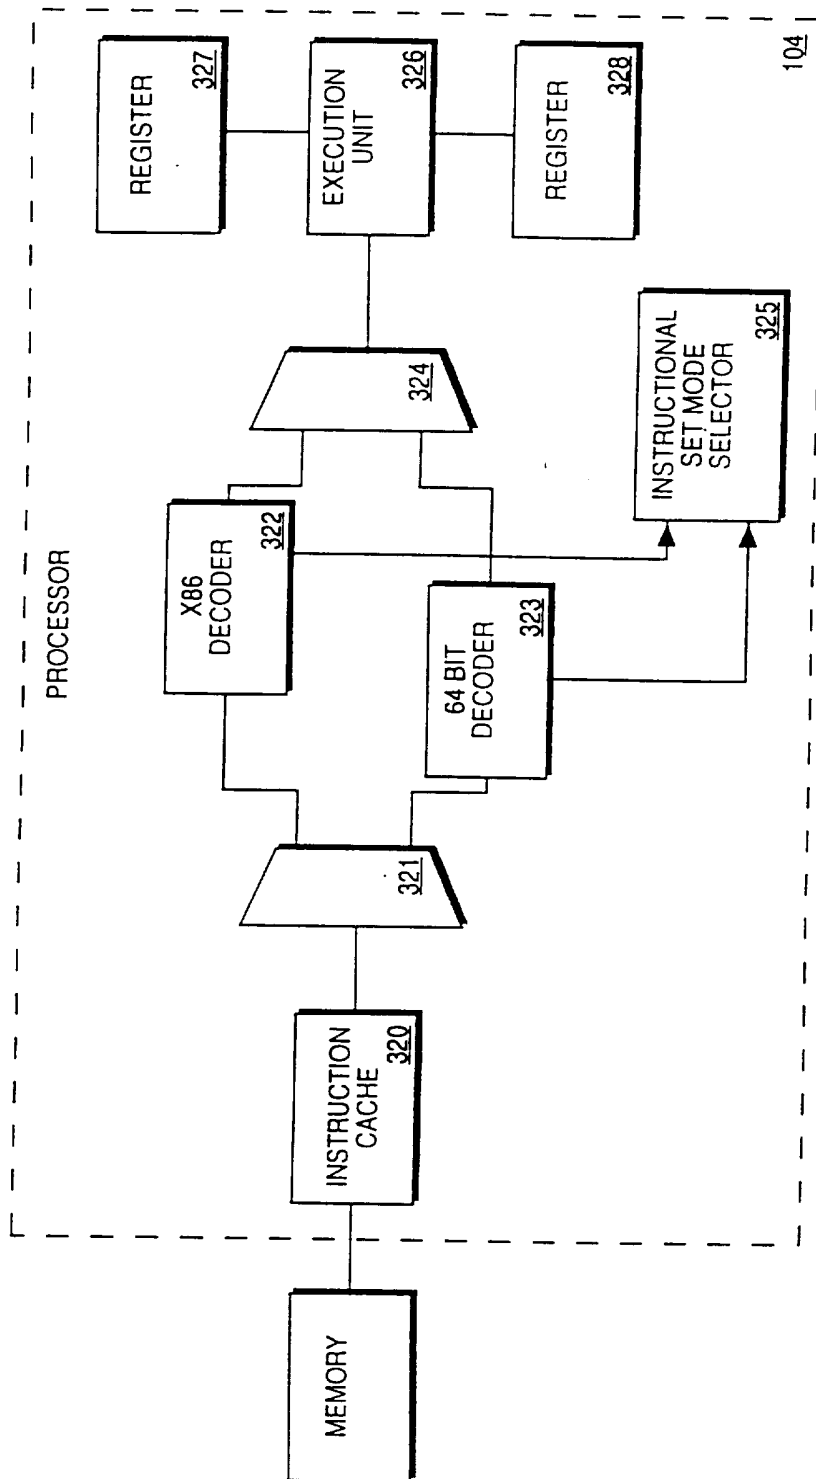 PROCESSOR
104
MEMORY
INSTRUCTION
CACHE
320
321
X86
DECODER
322
64 BIT
DECODER
323
324
INSTRUCTIONAL
SET MODE
SELECTOR
325
REGISTER
327
EXECUTION
UNIT
326
REGISTER
328